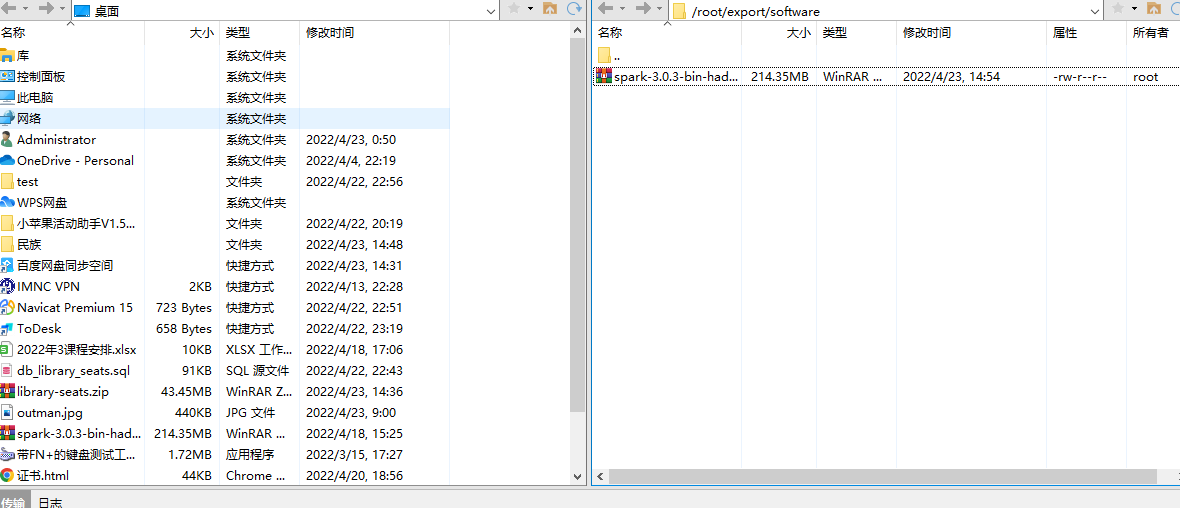 桌面
名称 大小 类型 修改时间
库 系统文件夹
控制面板 系统文件夹
此电脑 系统文件夹
网络 系统文件夹
Administrator 系统文件夹 2022/4/23, 0:50
OneDrive - Personal 系统文件夹 2022/4/4, 22:19
test 文件夹 2022/4/22, 22:56
WPS网盘 系统文件夹
小苹果活动助手V1.5... 文件夹 2022/4/22, 20:19
民族 文件夹 2022/4/23, 14:48
百度网盘同步空间 快捷方式 2022/4/23, 14:31
IMNC VPN 2KB 快捷方式 2022/4/13, 22:28
Navicat Premium 15 723 Bytes 快捷方式 2022/4/22, 22:51
ToDesk 658 Bytes 快捷方式 2022/4/22, 23:19
2022年3课程安排.xlsx 10KB XLSX 工作... 2022/4/18, 17:06
db_library_seats.sql 91KB SQL 源文件 2022/4/22, 22:43
library-seats.zip 43.45MB WinRAR Z... 2022/4/23, 14:36
outman.jpg 440KB JPG 文件 2022/4/23, 9:00
spark-3.0.3-bin-had... 214.35MB WinRAR ... 2022/4/18, 15:25
带FN+的键盘测试工... 1.72MB 应用程序 2022/3/15, 17:27
证书.html 44KB Chrome ... 2022/4/20, 18:56
传输 日志
/root/export/software
名称 大小 类型 修改时间 属性 所有者
..
spark-3.0.3-bin-had... 214.35MB WinRAR ... 2022/4/23, 14:54 -rw-r--r-- root